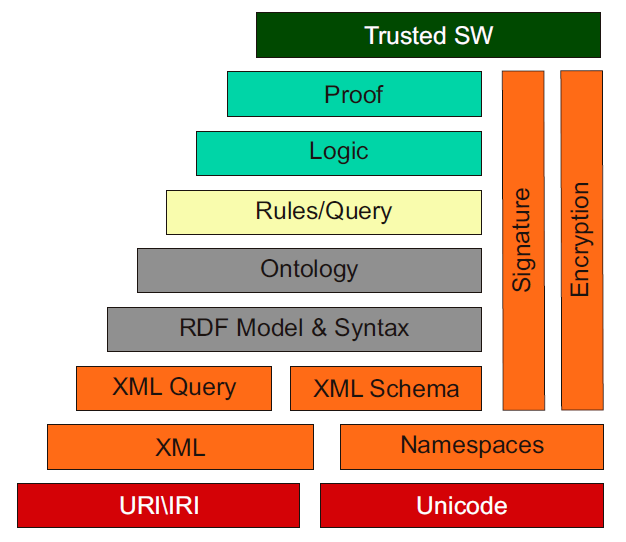 Trusted SW
Proof
Logic
Rules/Query
Ontology
RDF Model & Syntax
Signature
Encryption
XML Query
XML Schema
XML
Namespaces
URI\IRI
Unicode